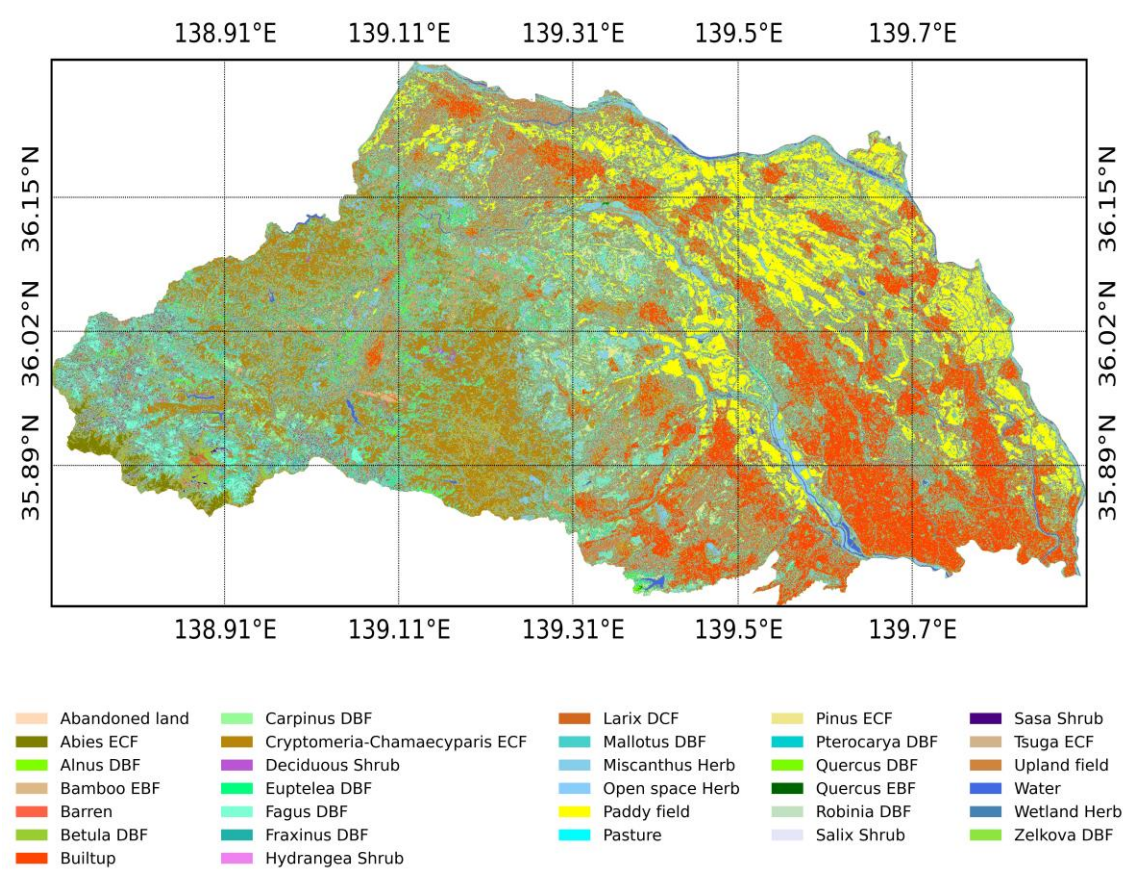 138.91°E 139.11°E 139.31°E 139.5°E 139.7°E
36.15°N 36.15°N
36.02°N 36.02°N
35.89°N 35.89°N
138.91°E 139.11°E 139.31°E 139.5°E 139.7°E
Abandoned land
Abies ECF
Alnus DBF
Bamboo EBF
Barren
Betula DBF
Builtup
Carpinus DBF
Cryptomeria-Chamaecyparis ECF
Deciduous Shrub
Euptelea DBF
Fagus DBF
Fraxinus DBF
Hydrangea Shrub
Larix DCF
Mallotus DBF
Miscanthus Herb
Open space Herb
Paddy field
Pasture
Pinus ECF
Pterocarya DBF
Quercus DBF
Quercus EBF
Robinia DBF
Salix Shrub
Sasa Shrub
Tsuga ECF
Upland field
Water
Wetland Herb
Zelkova DBF